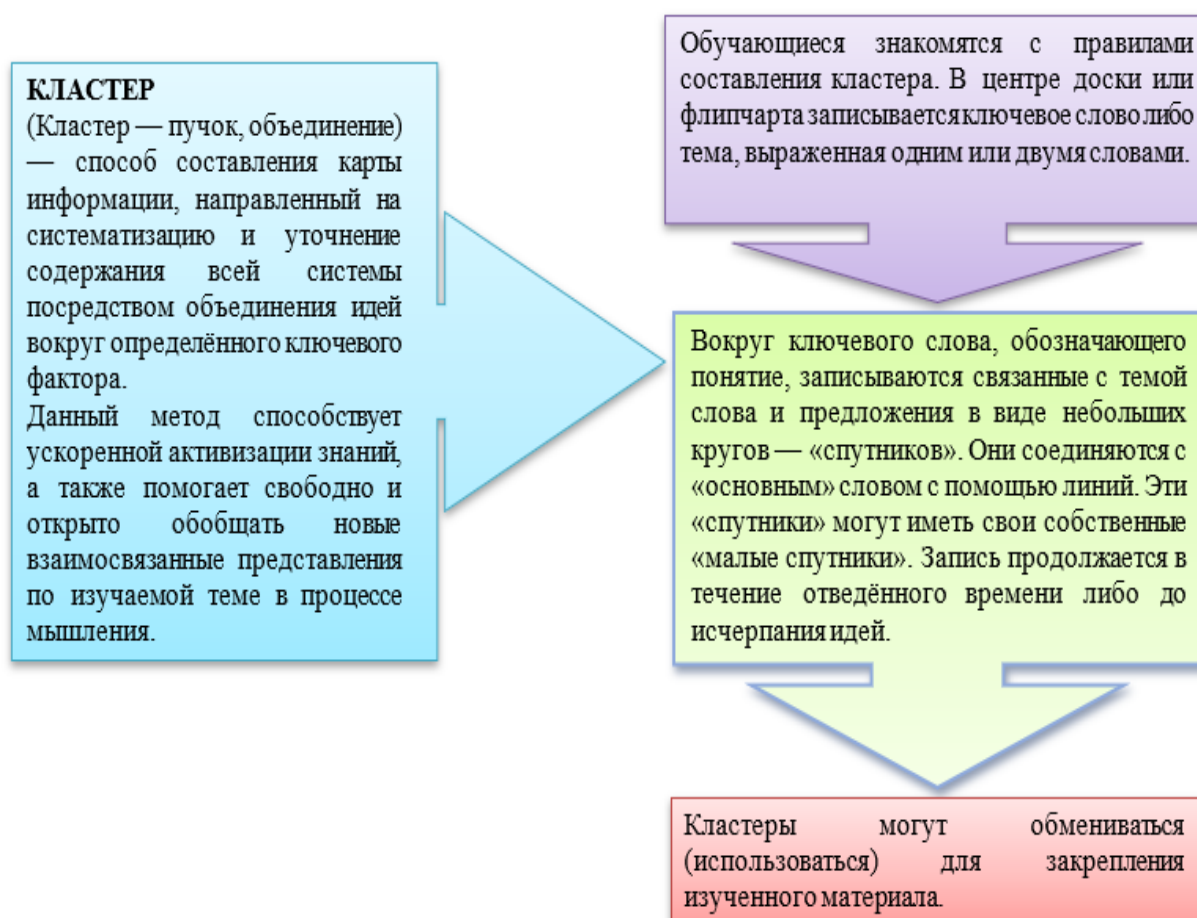 КЛАСТЕР
(Кластер — пучок, объединение)
— способ составления карты
информации, направленный на
систематизацию и уточнение
содержания всей системы
посредством объединения идей
вокруг определённого ключевого
фактора.
Данный метод способствует
ускоренной активизации знаний,
а также помогает свободно и
открыто обобщать новые
взаимосвязанные представления
по изучаемой теме в процессе
мышления.
Обучающиеся знакомятся с правилами
составления кластера. В центре доски или
флипчарта записывается ключевое слово либо
тема, выраженная одним или двумя словами.
Вокруг ключевого слова, обозначающего
понятие, записываются связанные с темой
слова и предложения в виде небольших
кругов — «спутников». Они соединяются с
«основным» словом с помощью линий. Эти
«спутники» могут иметь свои собственные
«малые спутники». Запись продолжается в
течение отведённого времени либо до
исчерпания идей.
Кластеры могут обмениваться
(использоваться) для закрепления
изученного материала.